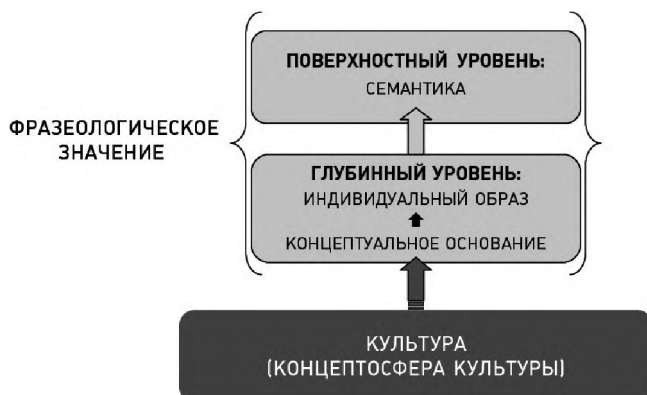 ФРАЗЕОЛОГИЧЕСКОЕ
ЗНАЧЕНИЕ
ПОВЕРХНОСТНЫЙ УРОВЕНЬ:
СЕМАНТИКА
ГЛУБИННЫЙ УРОВЕНЬ:
ИНДИВИДУАЛЬНЫЙ ОБРАЗ
КОНЦЕПТУАЛЬНОЕ ОСНОВАНИЕ
КУЛЬТУРА
(КОНЦЕПТОСФЕРА КУЛЬТУРЫ)